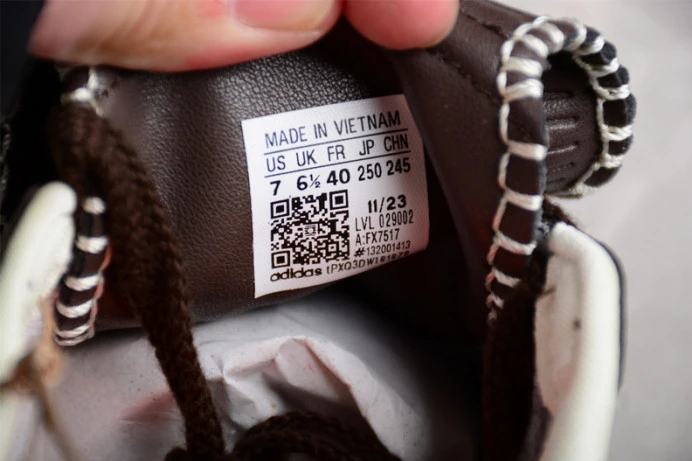 MADE IN VIETNAM
US UK FR JP CHN
7 6½ 40 250 245
11/23
LVL 029002
A:FX7517
#132001413
adidas